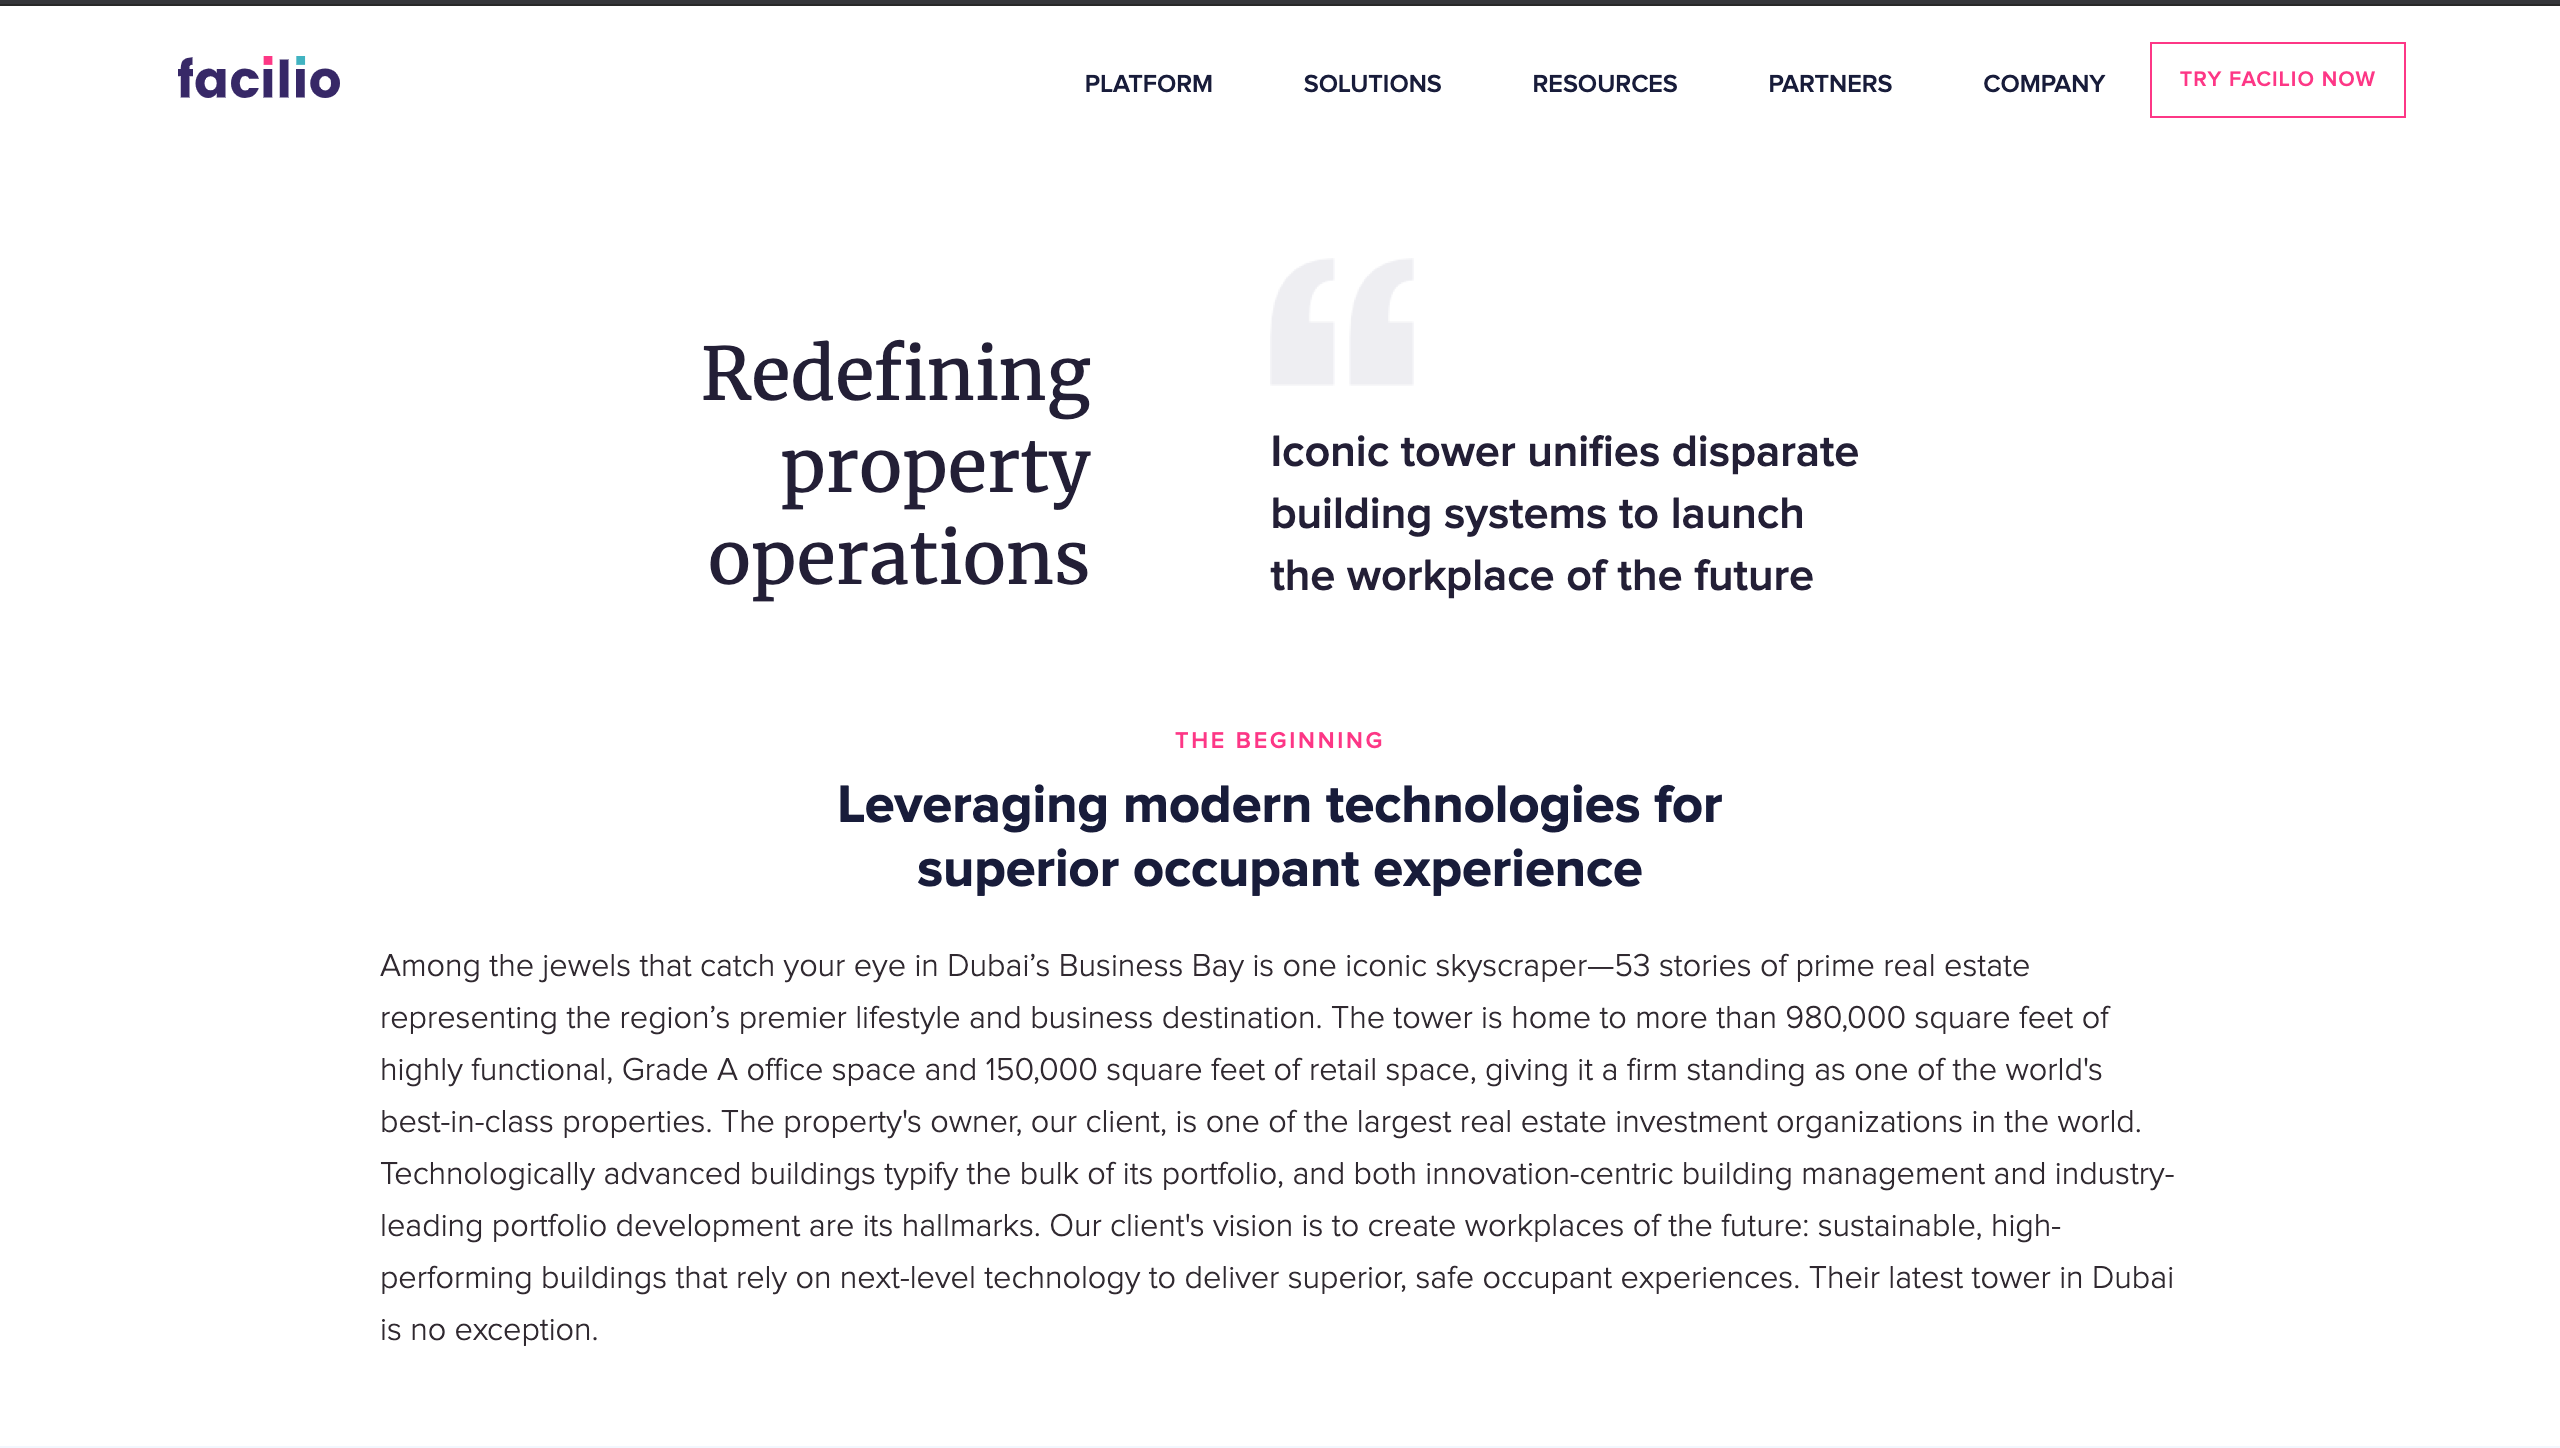 facilio
PLATFORM
SOLUTIONS
RESOURCES
PARTNERS
COMPANY
TRY FACILIO NOW
Redefining
property
operations
“
Iconic tower unifies disparate
building systems to launch
the workplace of the future
THE BEGINNING
Leveraging modern technologies for
superior occupant experience
Among the jewels that catch your eye in Dubai’s Business Bay is one iconic skyscraper—53 stories of prime real estate
representing the region’s premier lifestyle and business destination. The tower is home to more than 980,000 square feet of
highly functional, Grade A office space and 150,000 square feet of retail space, giving it a firm standing as one of the world's
best-in-class properties. The property's owner, our client, is one of the largest real estate investment organizations in the world.
Technologically advanced buildings typify the bulk of its portfolio, and both innovation-centric building management and industry-
leading portfolio development are its hallmarks. Our client's vision is to create workplaces of the future: sustainable, high-
performing buildings that rely on next-level technology to deliver superior, safe occupant experiences. Their latest tower in Dubai
is no exception.